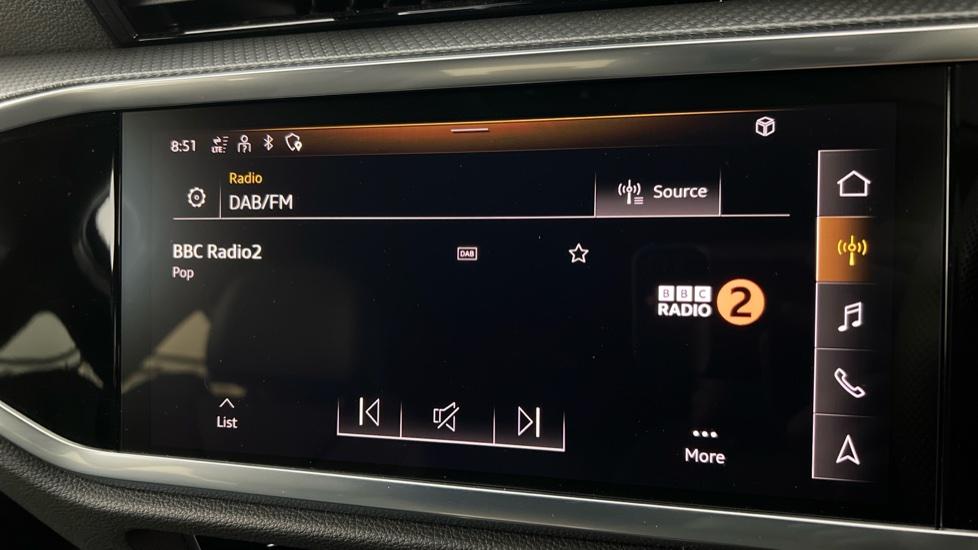 8:51 LTE
Radio
DAB/FM
Source
BBC Radio2
DAB
Pop
BBC
RADIO 2
List
More